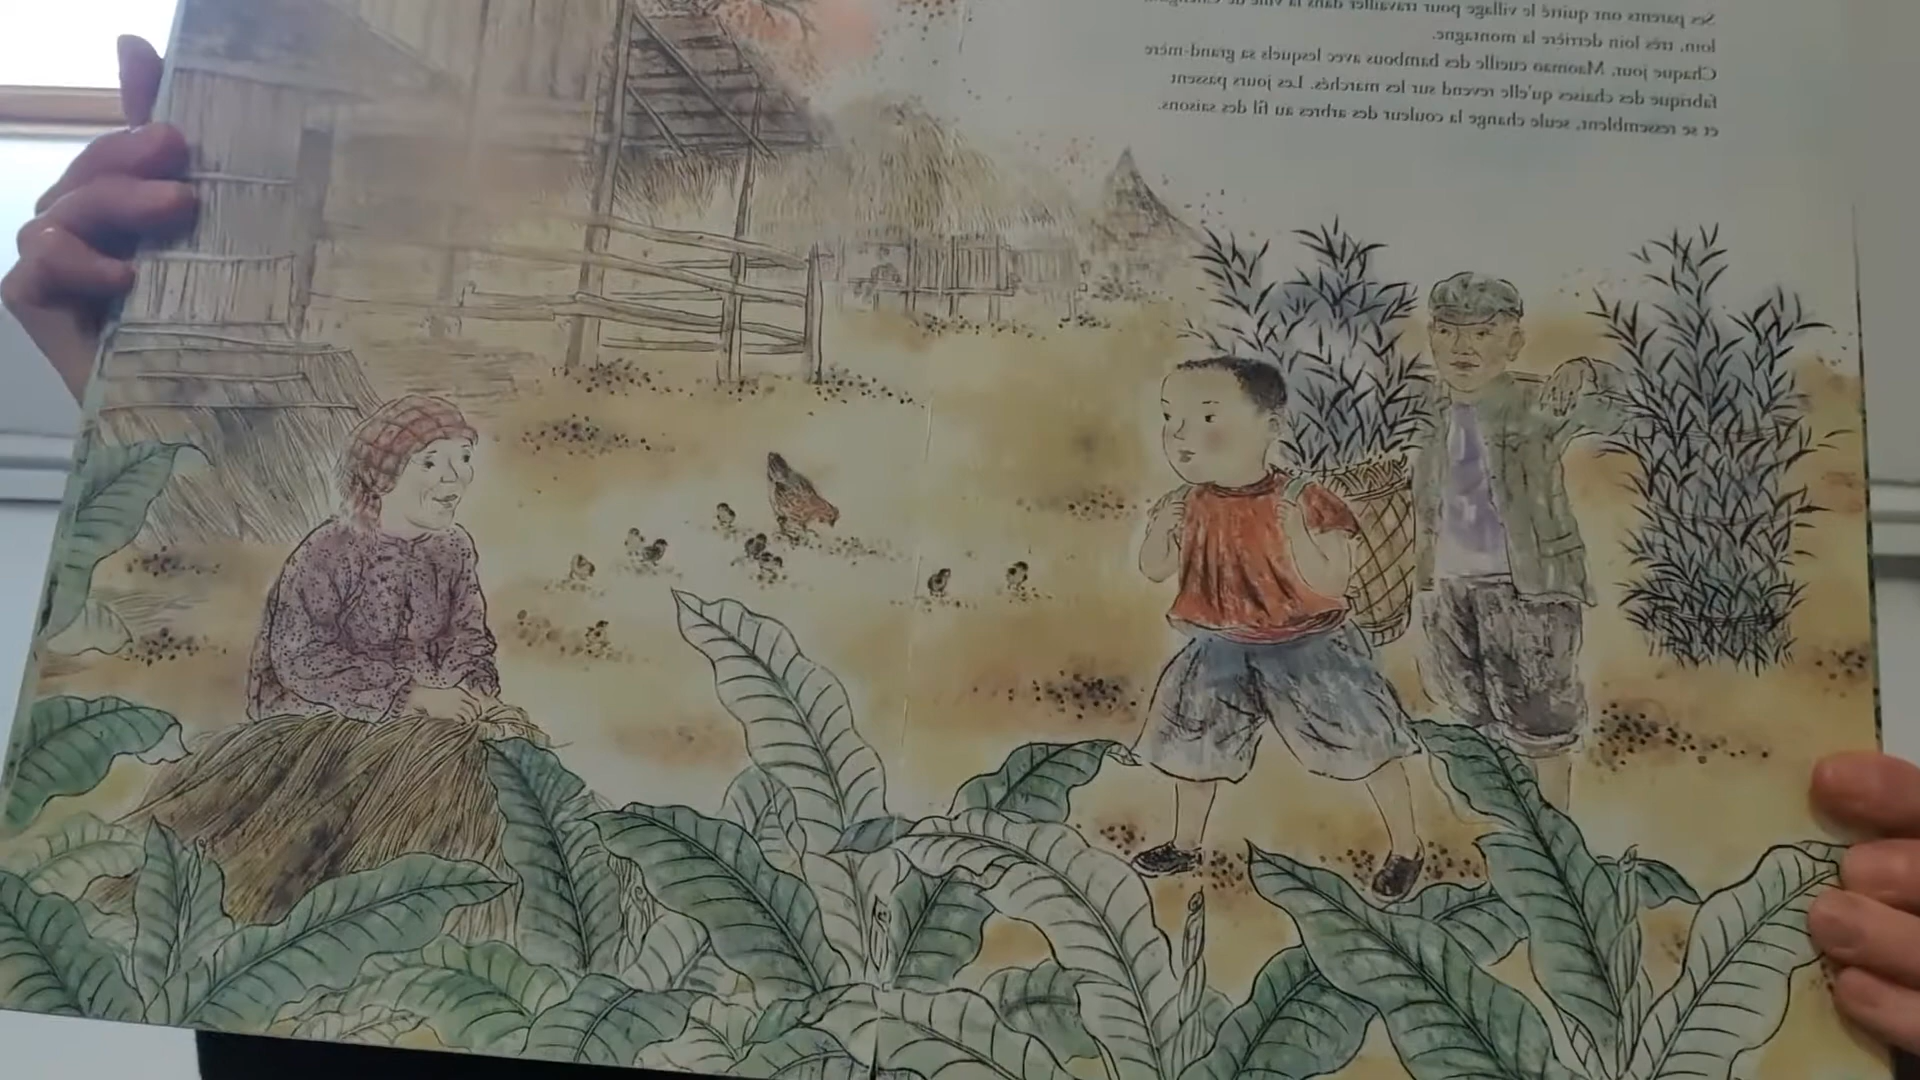 Ses parents ont quitté le village pour travailler dans la ville de
loin, très loin derrière la montagne.
Chaque jour, Maomao cueille des bambous avec lesquels sa grand-mère
fabrique des chaises qu'elle revend sur les marchés. Les jours passent
et se ressemblent, seule change la couleur des arbres au fil des saisons.